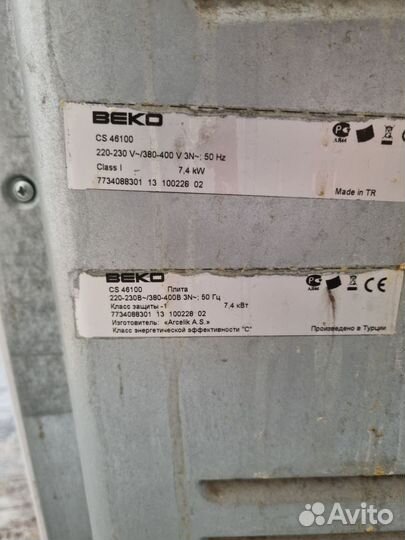 BEKO
CS 46100
220-230 V~/380-400 V 3N~; 50 Hz
Class I 7,4 kW
7734088301 13 100228 02
Made in TR
BEKO
CS 46100 Плита
220-230В~/380-400В 3N~; 50 Гц
Класс защиты -1 7,4 кВт
7734088301 13 100228 02
Изготовитель: «Arcelik A.S.»
Класс энергетической эффективности "С"
CE
Произведено в Турции
Avito